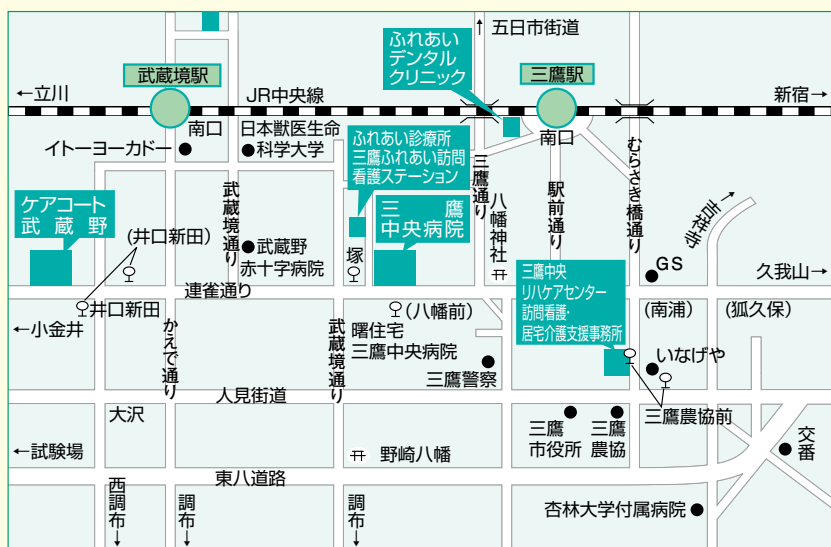 五日市街道
ふれあい
デンタル
クリニック
武蔵境駅
三鷹駅
←立川
JR中央線
新宿→
南口
南口
イトーヨーカドー
日本獣医生命
科学大学
ふれあい診療所
三鷹ふれあい訪問
看護ステーション
三鷹通り
八幡神社
駅前通り
むらさき橋通り
吉祥寺
武蔵境通り
ケアコート
武蔵野
三鷹
中央病院
(井口新田)
武蔵野
赤十字病院
塚
三鷹中央
リハケアセンター
訪問看護・
居宅介護支援事務所
GS
久我山→
連雀通り
井口新田
(八幡前)
(南浦)
(狐久保)
←小金井
かえで通り
武蔵境通り
曙住宅
三鷹中央病院
三鷹警察
いなげや
人見街道
三鷹農協前
大沢
三鷹
市役所
三鷹
農協
交番
←試験場
野崎八幡
東八道路
西調布→
調布→
調布→
杏林大学付属病院